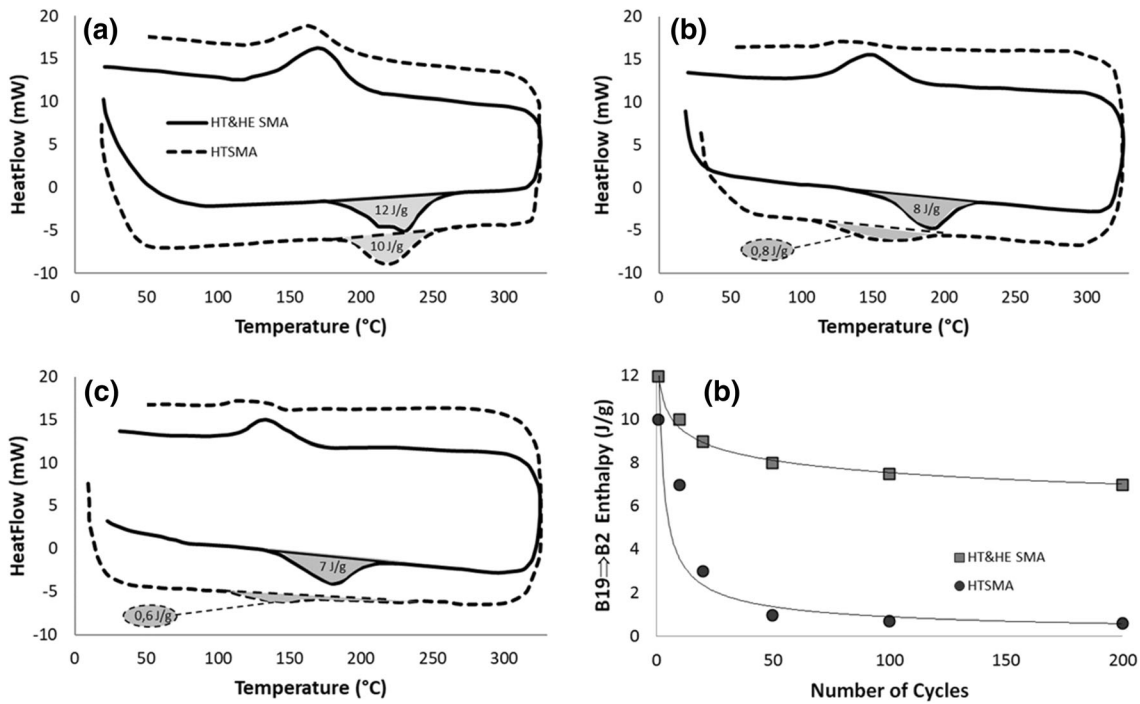 (a)
HeatFlow (mW)
20
15
10
5
0
-5
-10
HT&HE SMA
HTSMA
12 J/g
10 J/g
0 50 100 150 200 250 300
Temperature (°C)
(b)
HeatFlow (mW)
20
15
10
5
0
-5
-10
8 J/g
0,8 J/g
0 50 100 150 200 250 300
Temperature (°C)
(c)
HeatFlow (mW)
20
15
10
5
0
-5
-10
7 J/g
0,6 J/g
0 50 100 150 200 250 300
Temperature (°C)
(b)
B19⇒B2 Enthalpy (J/g)
12
10
8
6
4
2
0
HT&HE SMA
HTSMA
0 50 100 150 200
Number of Cycles